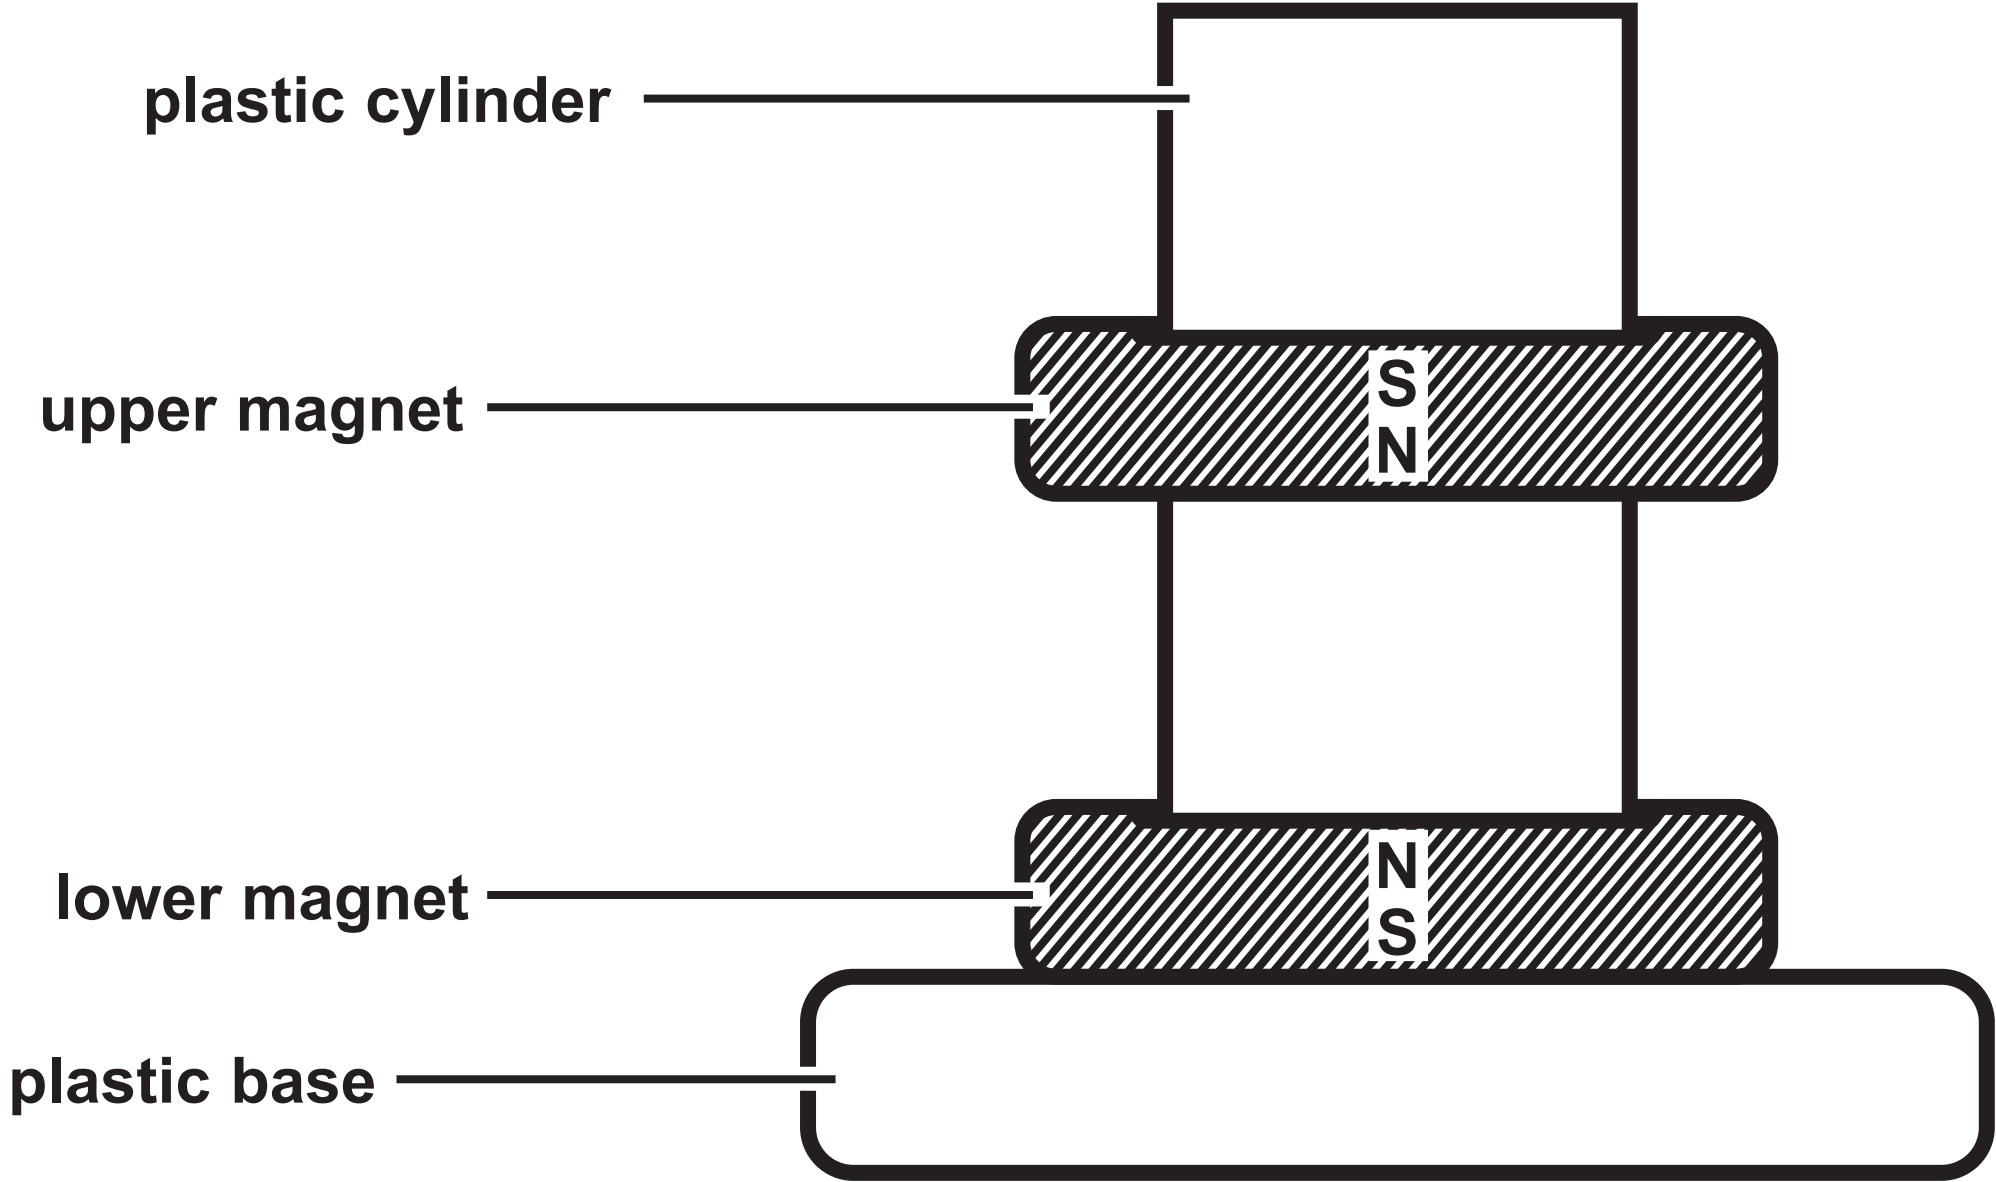 plastic cylinder
upper magnet
S
N
lower magnet
N
S
plastic base